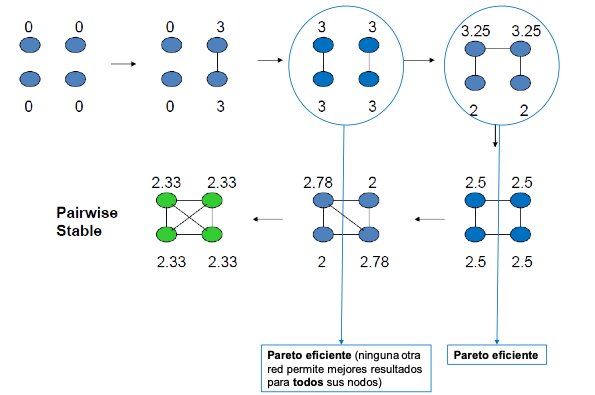 0 0 0 3 3 3 3.25 3.25
0 0 0 3 3 3 2 2
Pairwise
Stable
2.33 2.33 2.78 2 2.5 2.5
2.33 2.33 2 2.78 2.5 2.5
Pareto eficiente (ninguna otra
red permite mejores resultados
para todos sus nodos)
Pareto eficiente